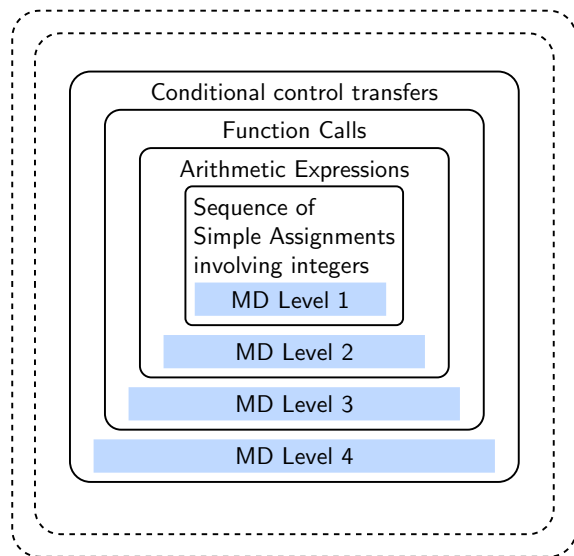 Conditional control transfers
Function Calls
Arithmetic Expressions
Sequence of
Simple Assignments
involving integers
MD Level 1
MD Level 2
MD Level 3
MD Level 4